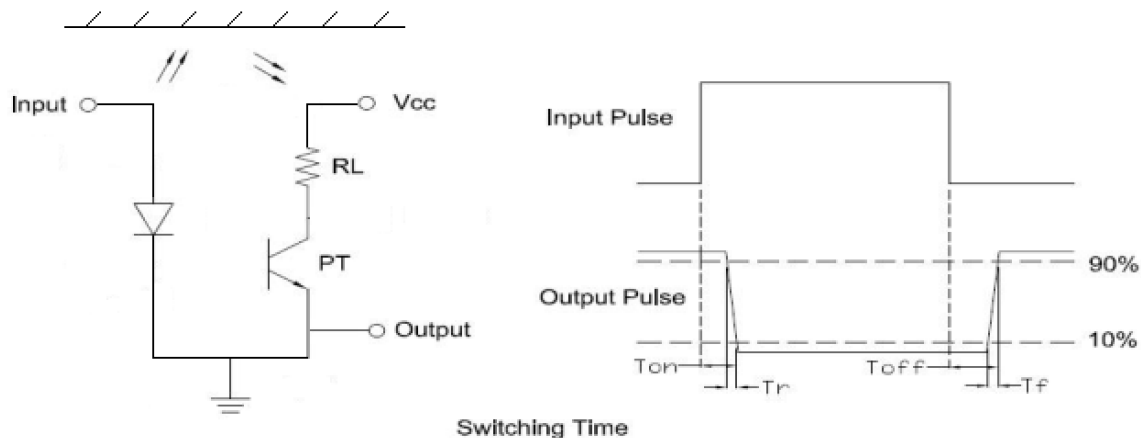 Input
Vcc
RL
PT
Output
Input Pulse
Output Pulse
90%
10%
Ton
Tr
Toff
Tf
Switching Time